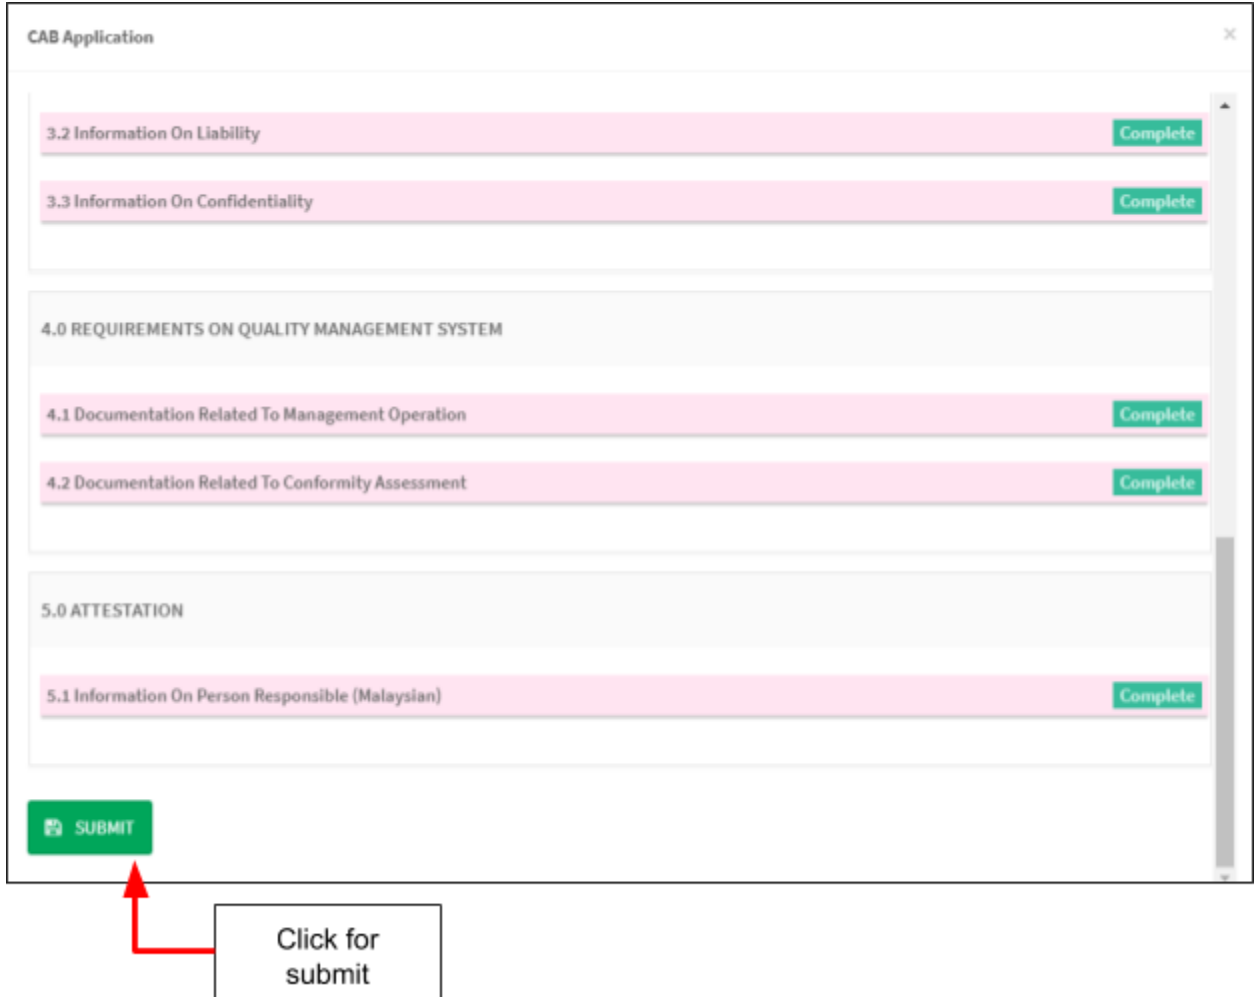 CAB Application ×
3.2 Information On Liability Complete
3.3 Information On Confidentiality Complete
4.0 REQUIREMENTS ON QUALITY MANAGEMENT SYSTEM
4.1 Documentation Related To Management Operation Complete
4.2 Documentation Related To Conformity Assessment Complete
5.0 ATTESTATION
5.1 Information On Person Responsible (Malaysian) Complete
SUBMIT
Click for
submit